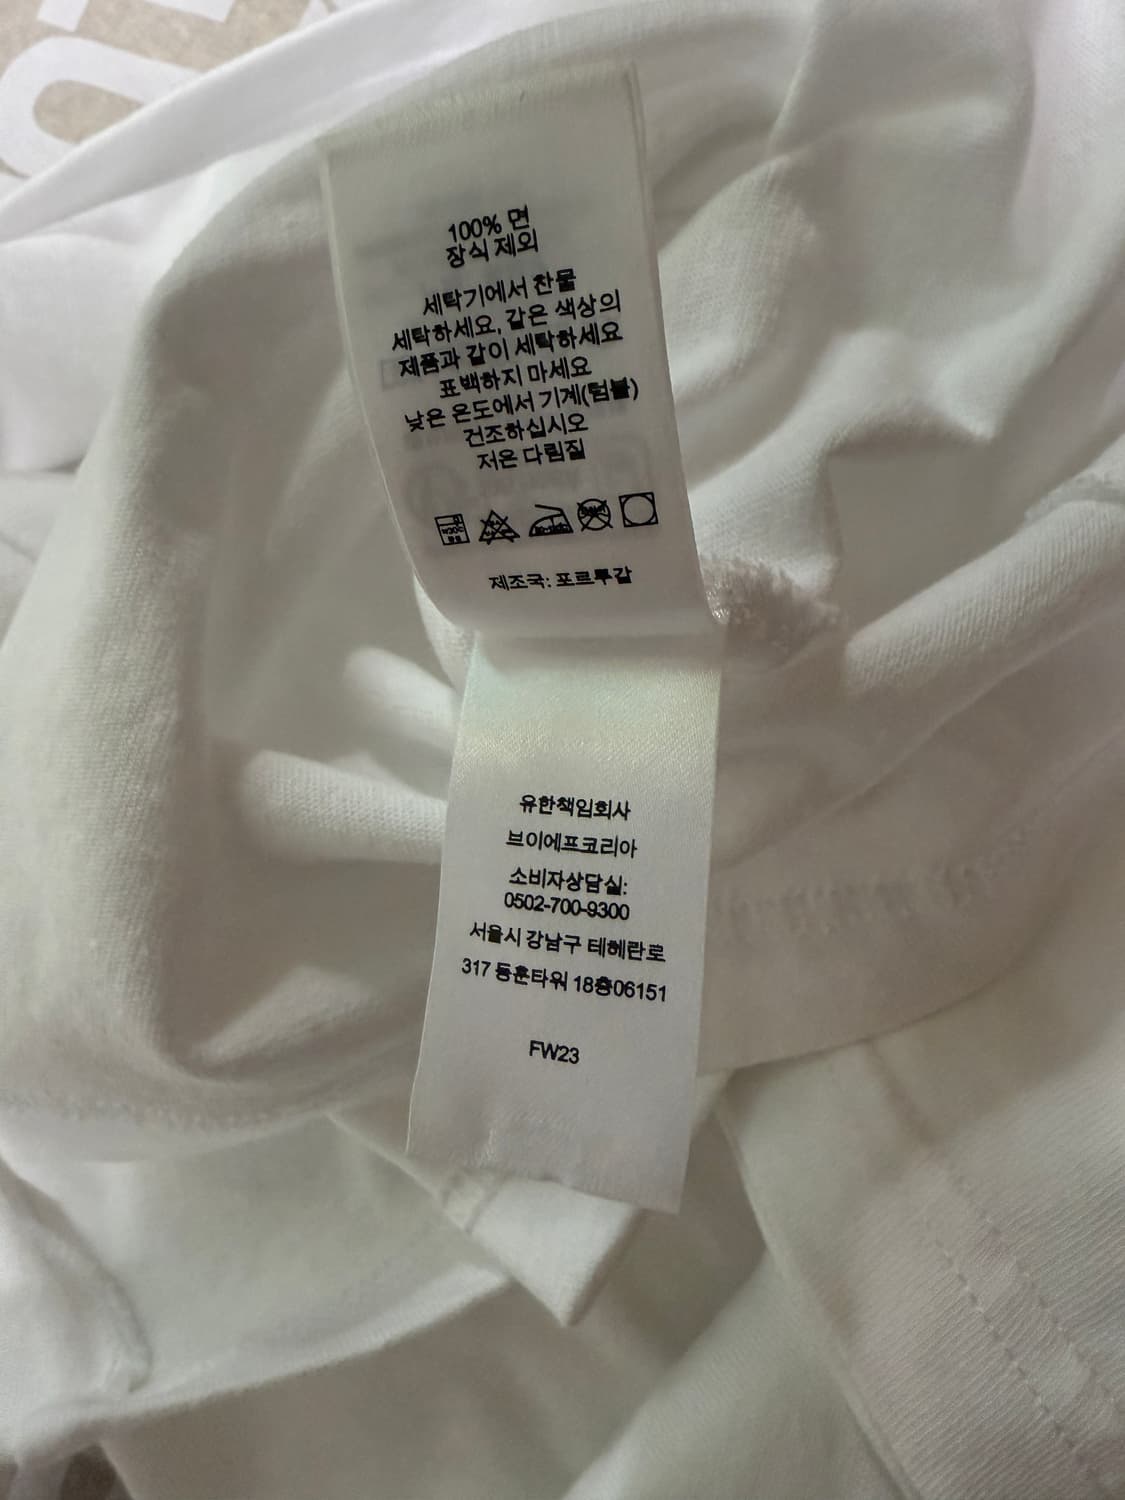 100% 면
장식 제외
세탁기에서 찬물
세탁하세요, 같은 색상의
제품과 같이 세탁하세요
표백하지 마세요
낮은 온도에서 기계(텀블)
건조하십시오
저온 다림질
제조국: 포르투갈
유한책임회사
브이에프코리아
소비자상담실:
0502-700-9300
서울시 강남구 테헤란로
317 동훈타워 18층06151
FW23